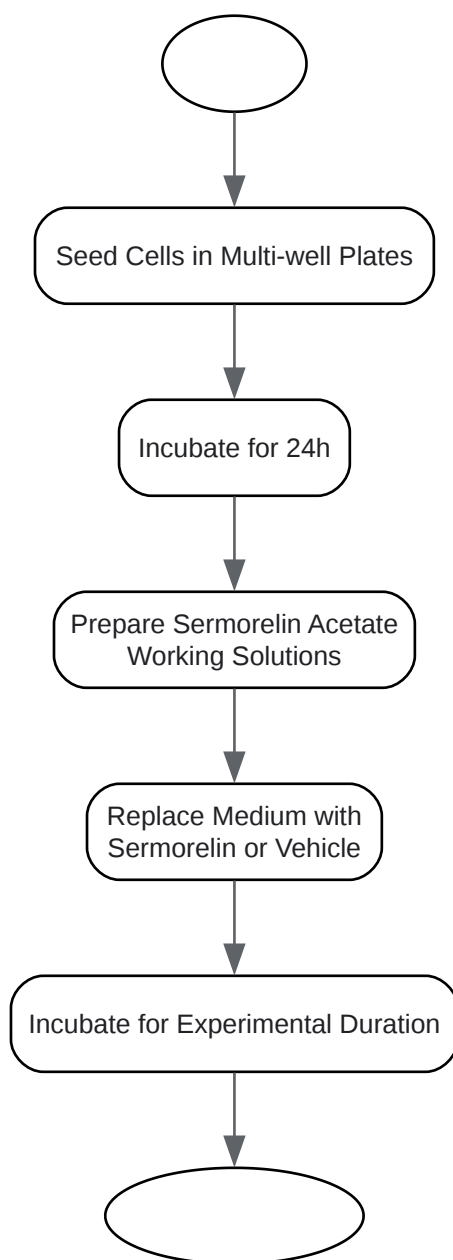 Seed Cells in Multi-well Plates
Incubate for 24h
Prepare Sermorelin Acetate
Working Solutions
Replace Medium with
Sermorelin or Vehicle
Incubate for Experimental Duration